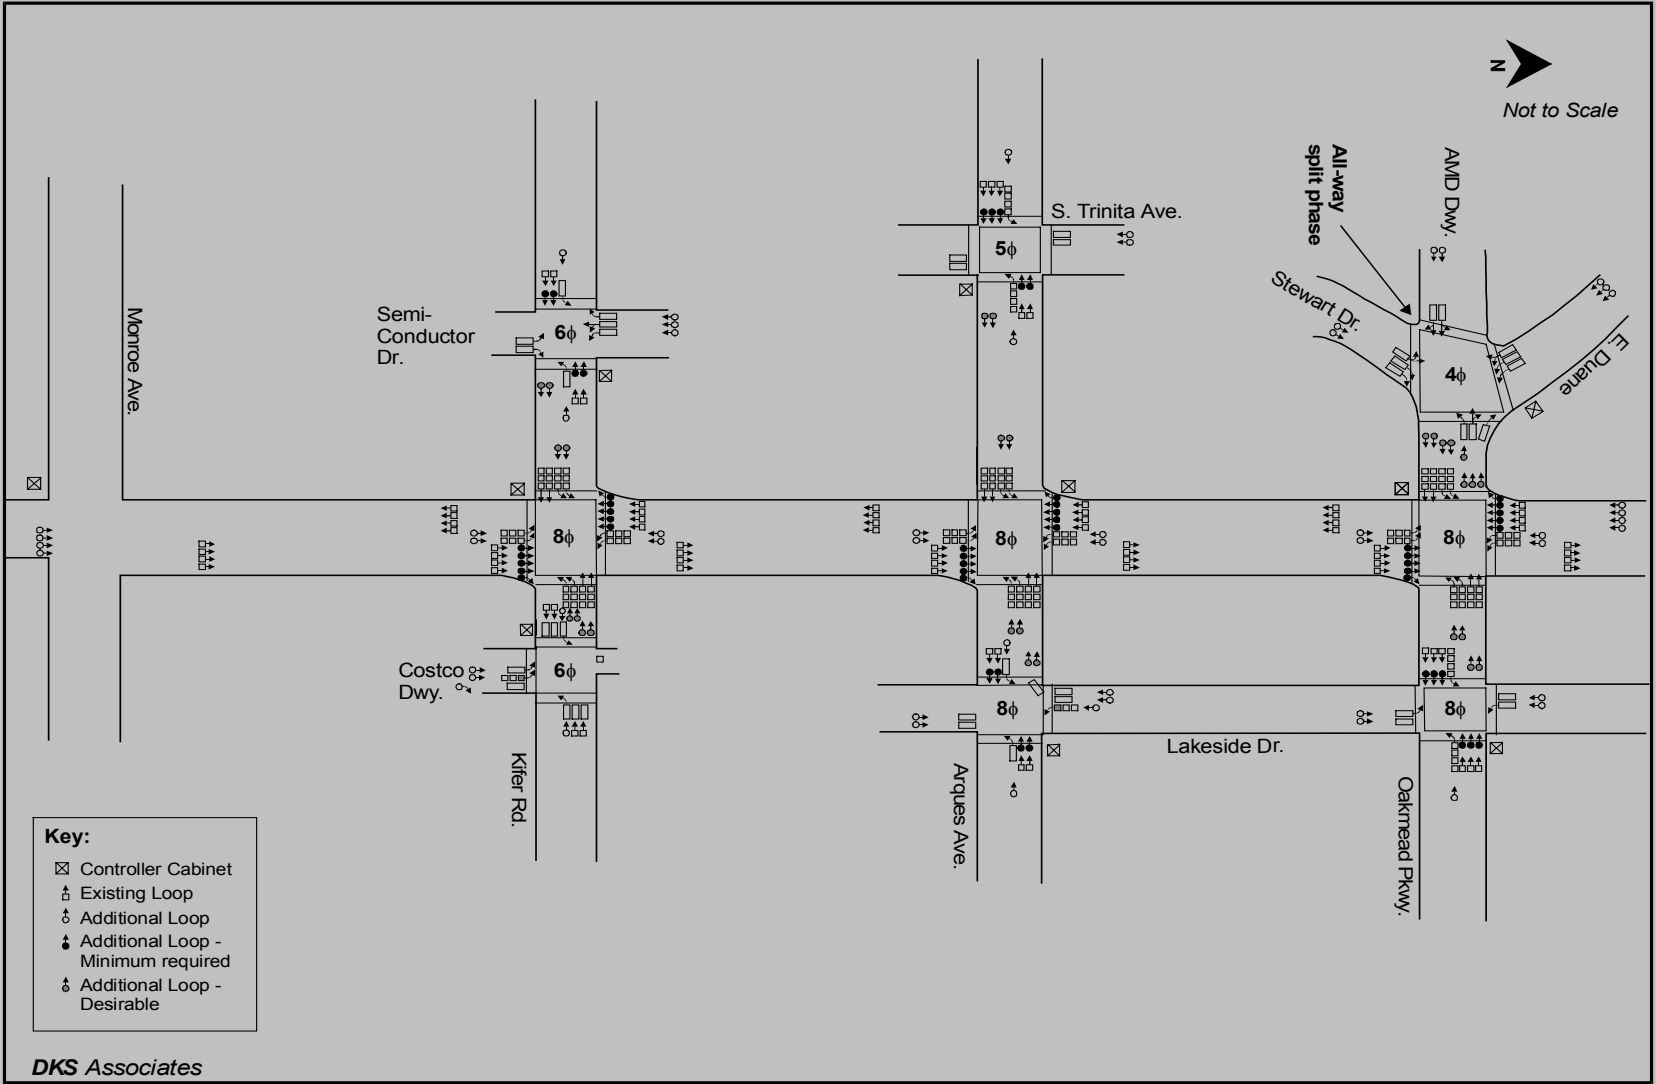 N
Not to Scale
All-way
split phase
AMD Dwy.
S. Trinita Ave.
5ϕ
Stewart Dr.
E. Duane
4ϕ
Monroe Ave.
Semi-
Conductor
Dr.
6ϕ
8ϕ
8ϕ
8ϕ
Costco
Dwy.
6ϕ
8ϕ
8ϕ
Lakeside Dr.
Kifer Rd.
Arques Ave.
Oakmead Pkwy.
Key:
Controller Cabinet
Existing Loop
Additional Loop
Additional Loop -
Minimum required
Additional Loop -
Desirable
DKS Associates